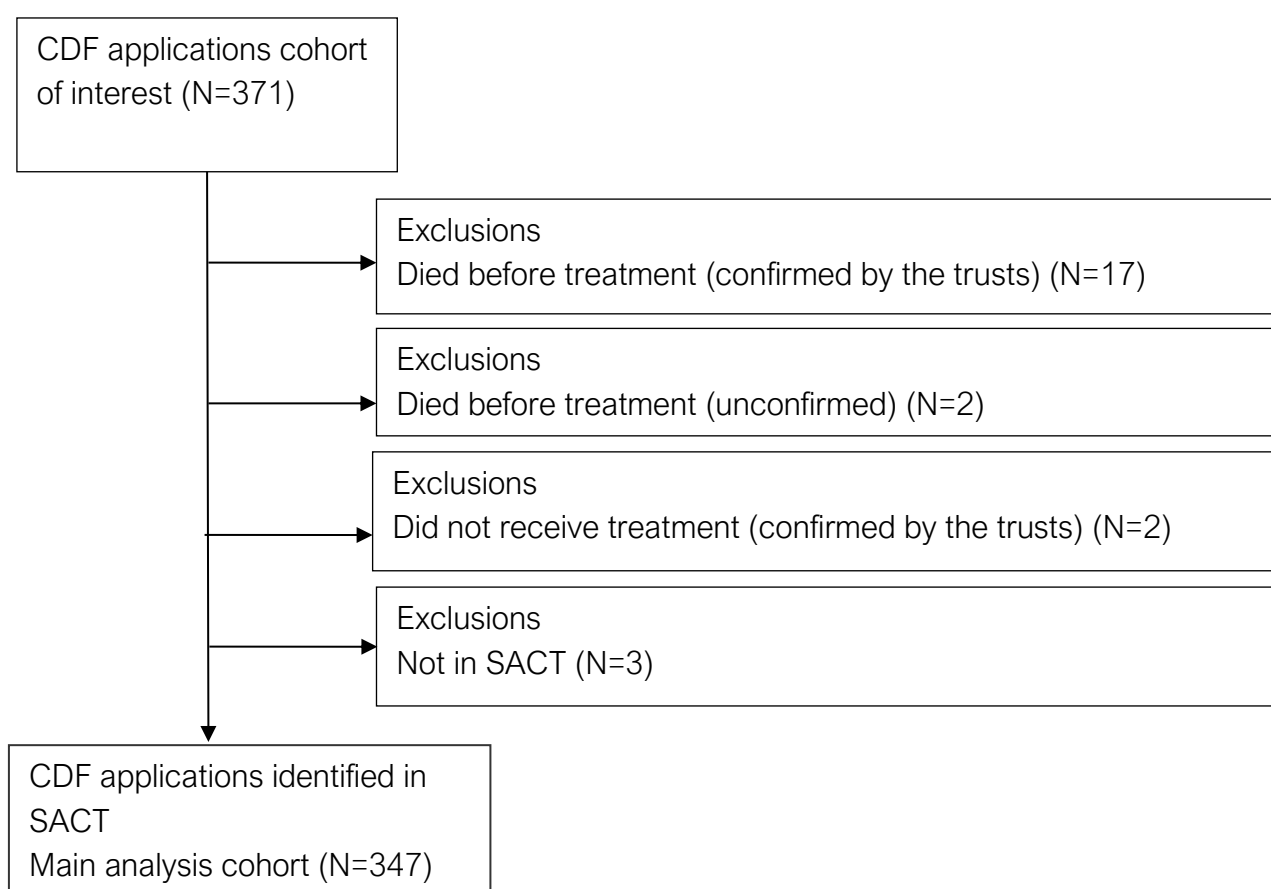 CDF applications cohort
of interest (N=371)
Exclusions
Died before treatment (confirmed by the trusts) (N=17)
Exclusions
Died before treatment (unconfirmed) (N=2)
Exclusions
Did not receive treatment (confirmed by the trusts) (N=2)
Exclusions
Not in SACT (N=3)
CDF applications identified in
SACT
Main analysis cohort (N=347)